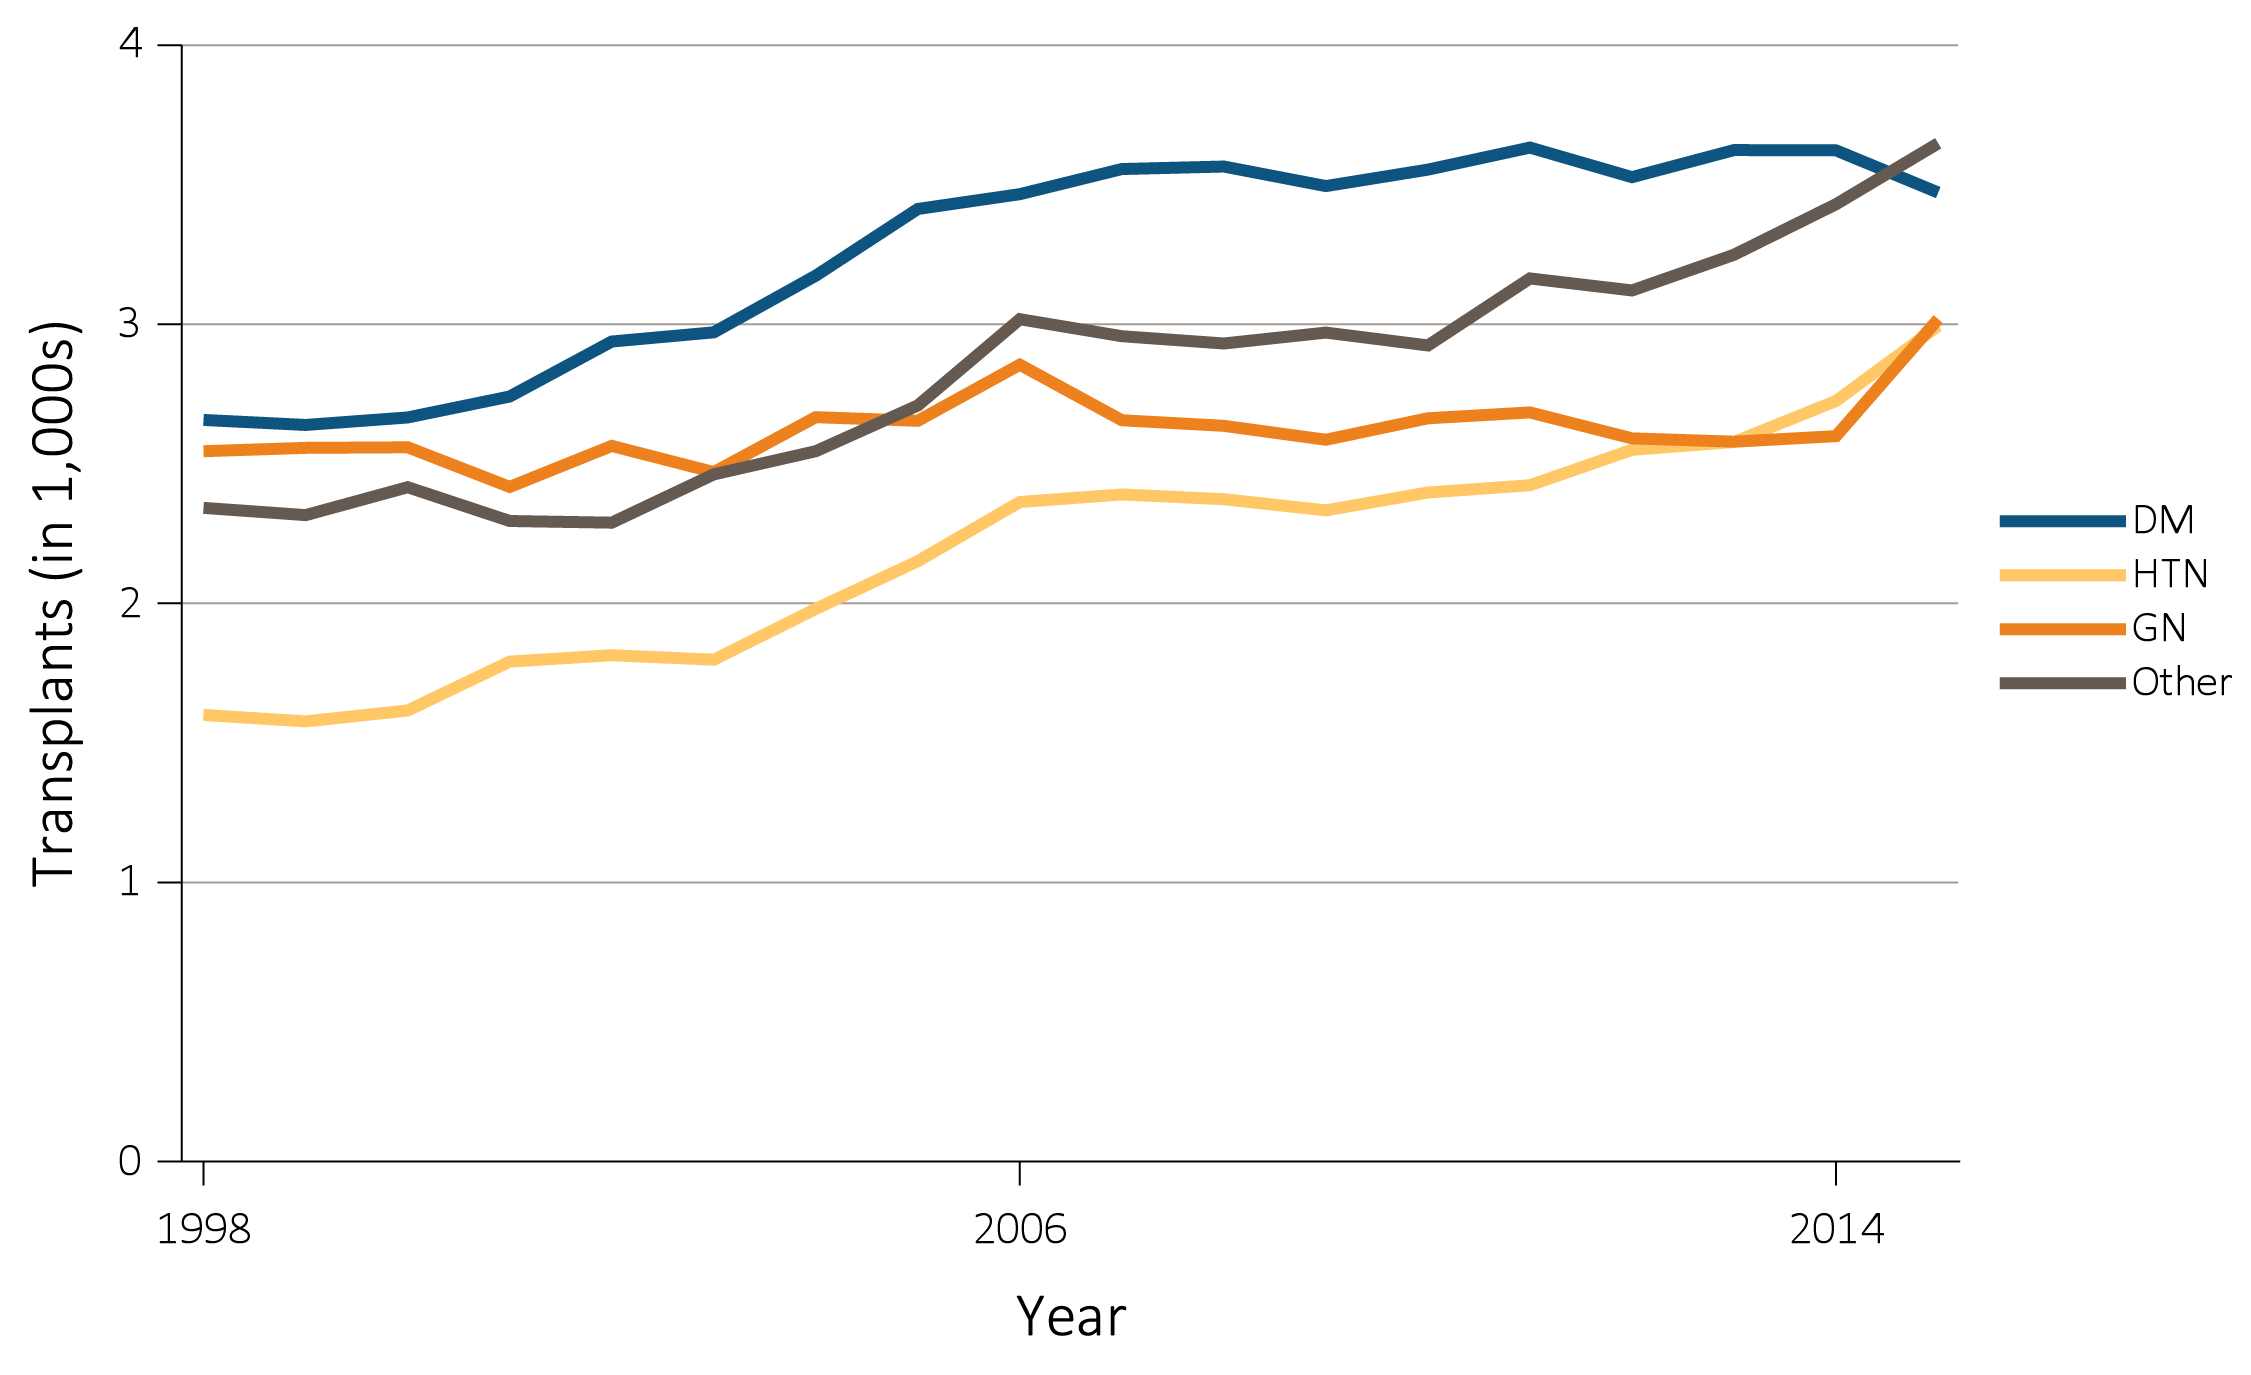 Transplants (in 1,000s)
4
3
2
1
0
1998
2006
2014
Year
DM
HTN
GN
Other